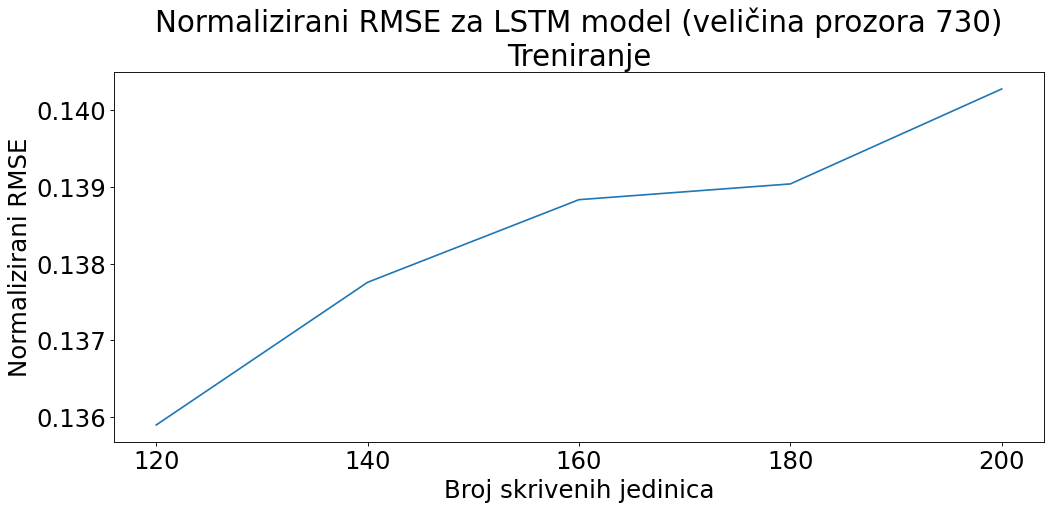 Normalizirani RMSE za LSTM model (veličina prozora 730)
Treniranje
Normalizirani RMSE
0.140
0.139
0.138
0.137
0.136
120 140 160 180 200
Broj skrivenih jedinica